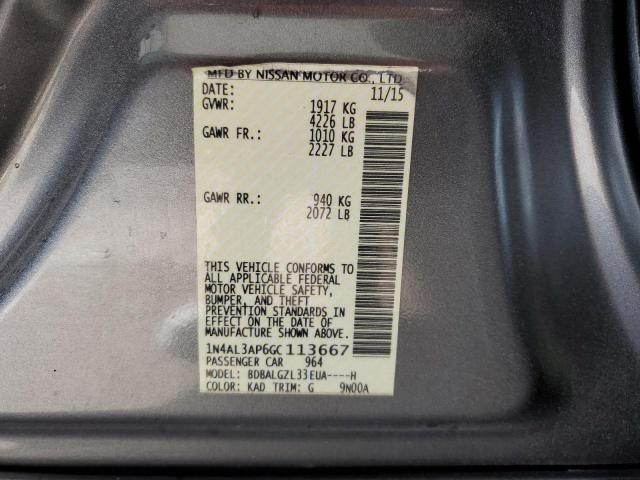 MFD BY NISSAN MOTOR CO., LTD
DATE: 11/15
GVWR: 1917 KG
4226 LB
GAWR FR.: 1010 KG
2227 LB
GAWR RR.: 940 KG
2072 LB
THIS VEHICLE CONFORMS TO
ALL APPLICABLE FEDERAL
MOTOR VEHICLE SAFETY,
BUMPER, AND THEFT
PREVENTION STANDARDS IN
EFFECT ON THE DATE OF
MANUFACTURE SHOWN ABOVE.
1N4AL3AP6GC113667
PASSENGER CAR 964
MODEL: BDBALGZL33EUA----H
COLOR: KAD TRIM: G 9N00A